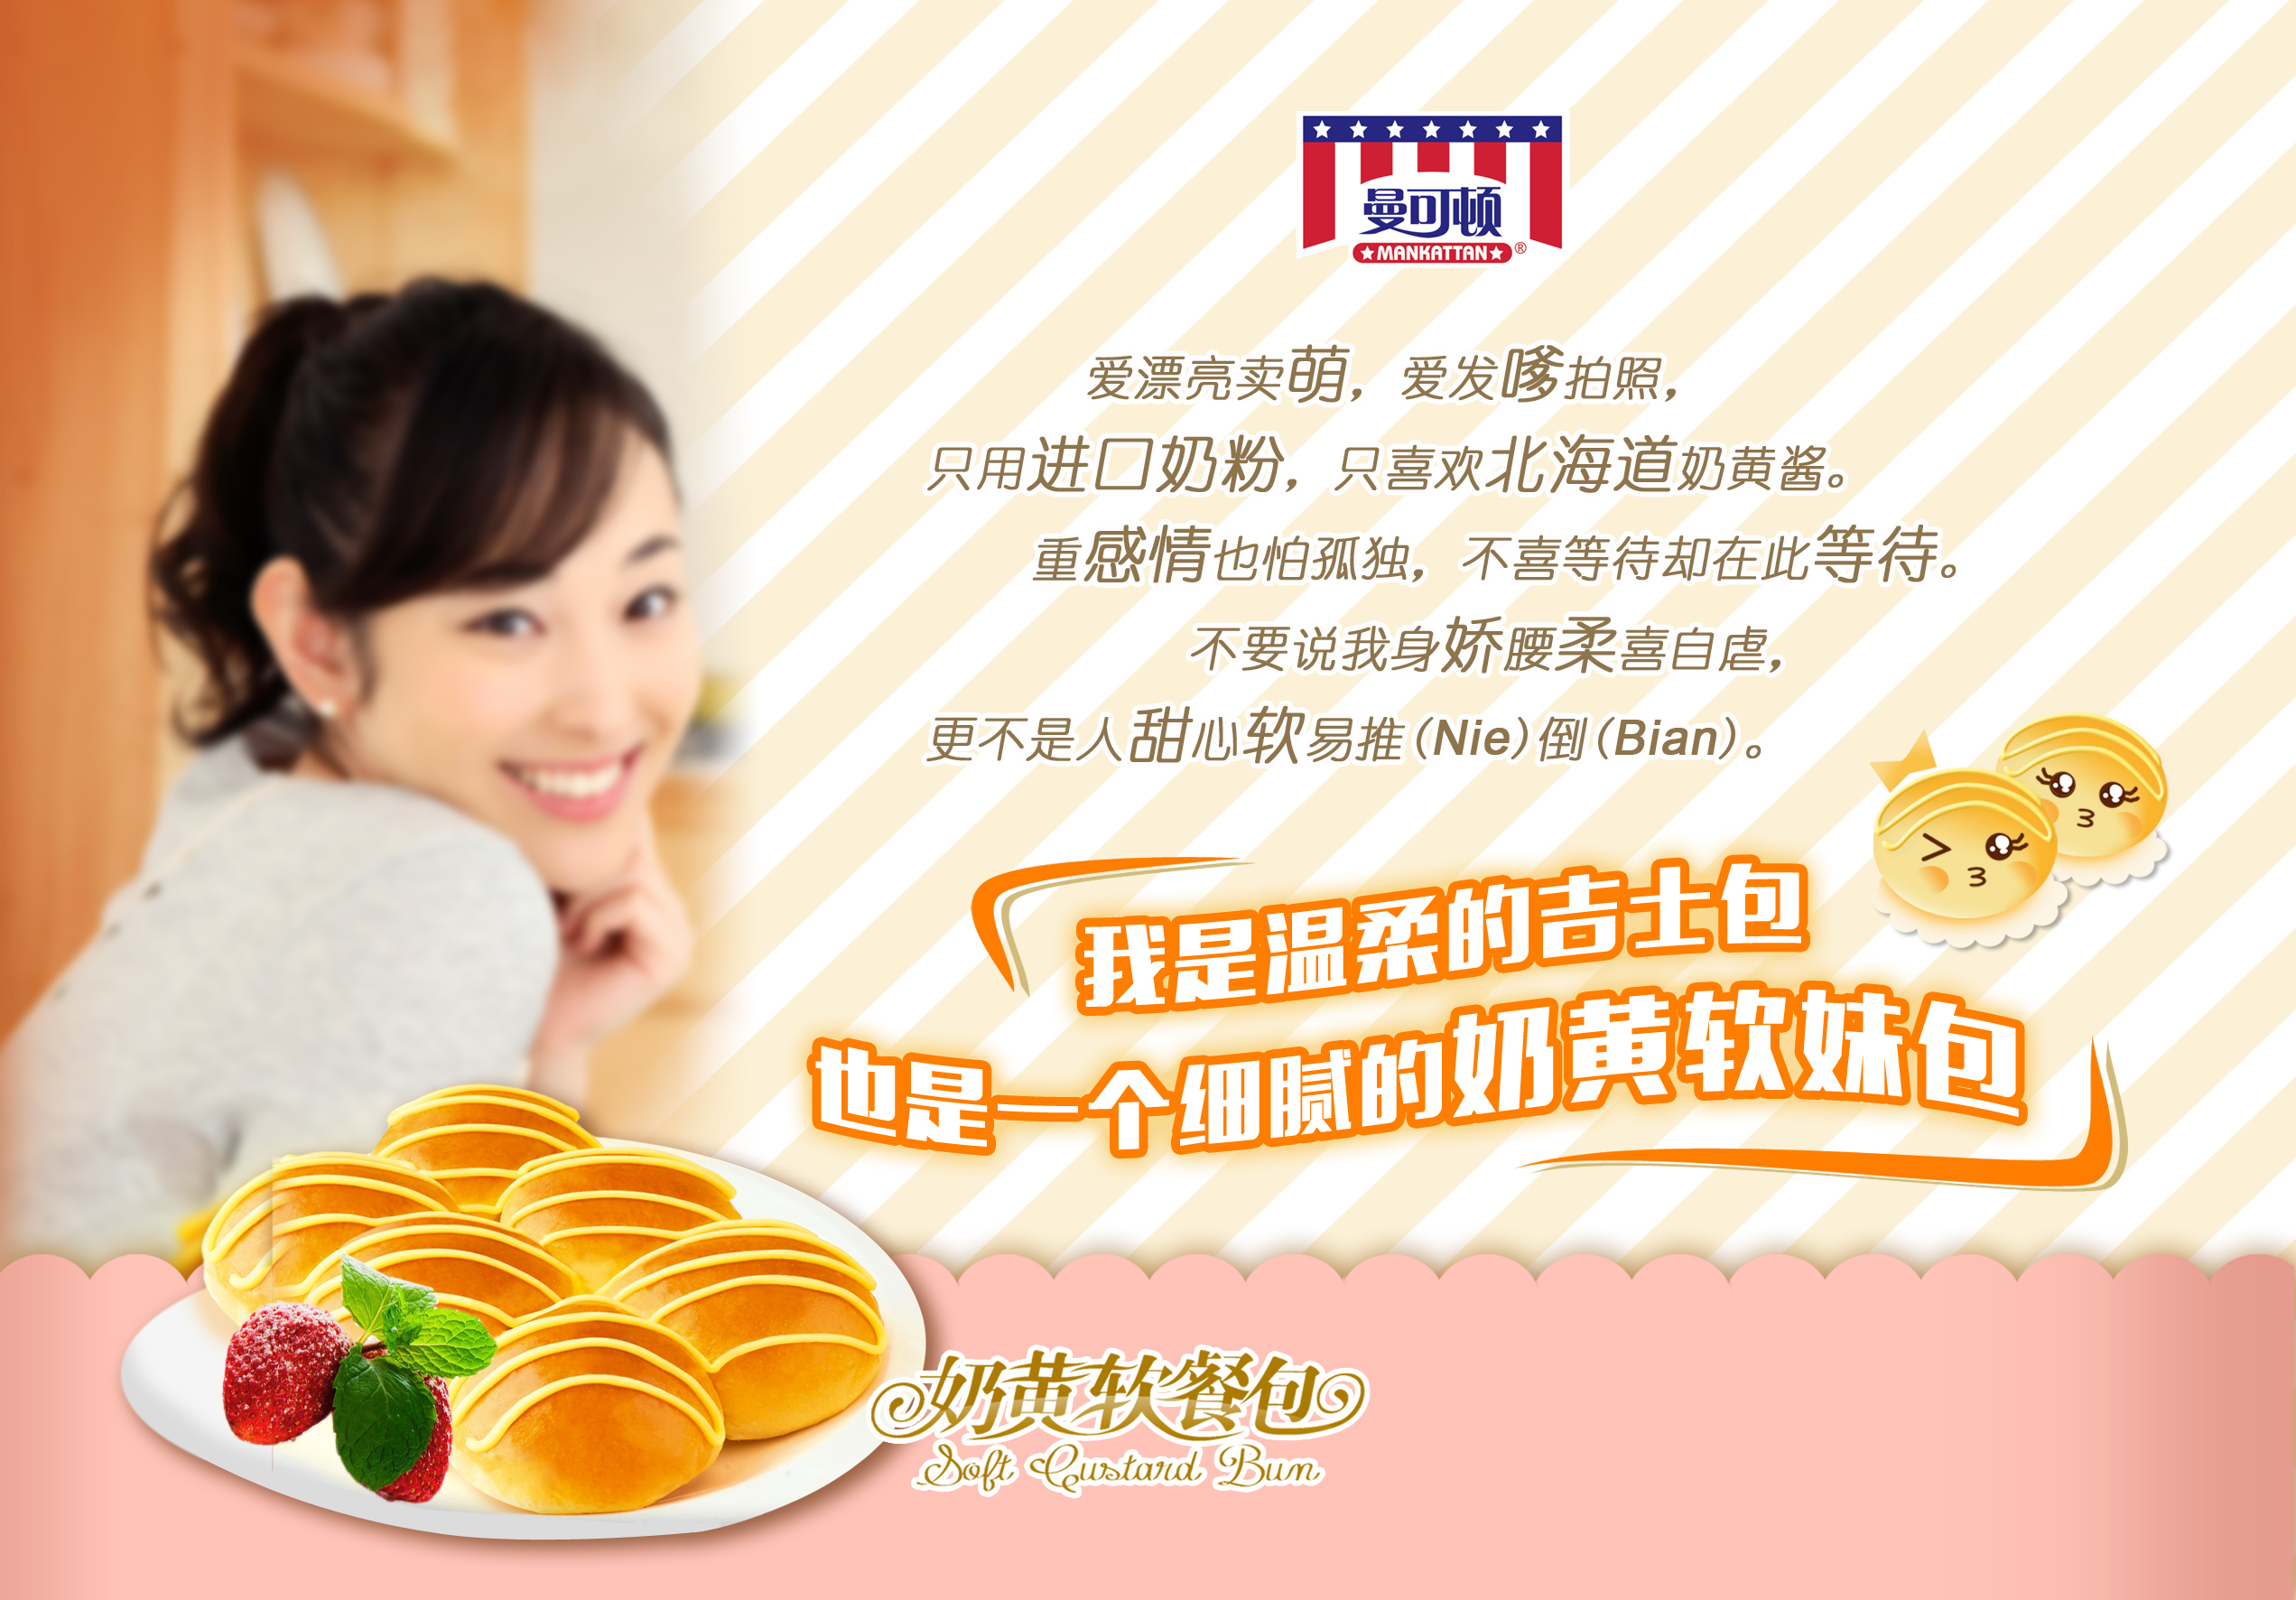 曼可顿
MANKATTAN®
爱漂亮卖萌，爱发嗲拍照，
只用进口奶粉，只喜欢北海道奶黄酱。
重感情也怕孤独，不喜等待却在此等待。
不要说我身娇腰柔喜自虐，
更不是人甜心软易推（Nie）倒（Bian）。
我是温柔的吉士包
也是一个细腻的奶黄软妹包
奶黄软餐包
Soft Custard Bun